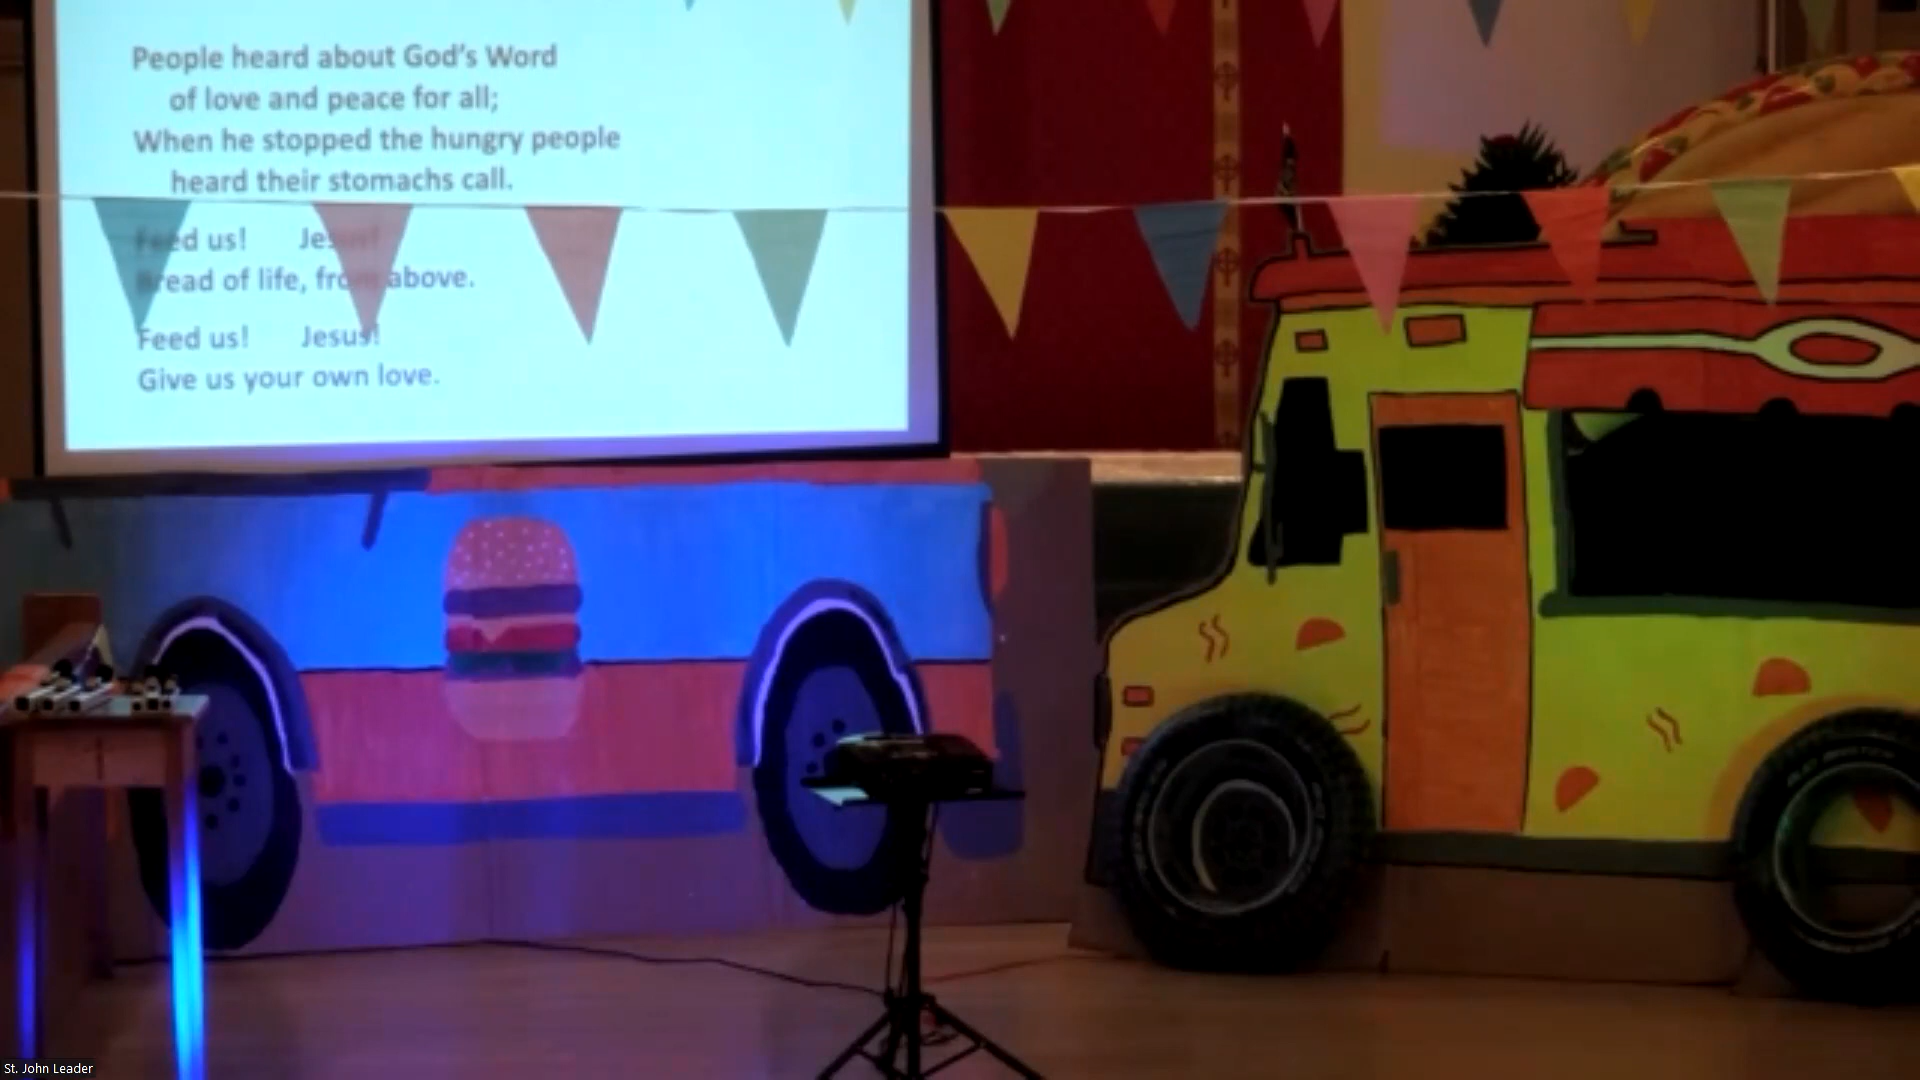 People heard about God's Word
of love and peace for all;
When he stopped the hungry people
heard their stomachs call.
Feed us! Jesus!
Bread of life, from above.
Feed us! Jesus!
Give us your own love.
St. John Leader